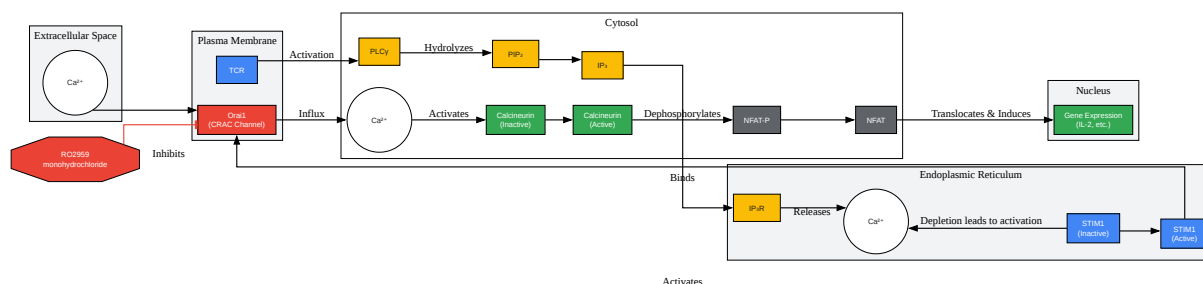 Extracellular Space
Ca²⁺
Plasma Membrane
TCR
Orai1
(CRAC Channel)
RO2959
monohydrochloride
Inhibits
Activation
Influx
Cytosol
PLCγ
Hydrolyzes
PIP₂
IP₃
Ca²⁺
Activates
Calcineurin
(Inactive)
Calcineurin
(Active)
Dephosphorylates
NFAT-P
NFAT
Translocates & Induces
Nucleus
Gene Expression
(IL-2, etc.)
Binds
Endoplasmic Reticulum
IP₃R
Releases
Ca²⁺
Depletion leads to activation
STIM1
(Inactive)
STIM1
(Active)
Activates